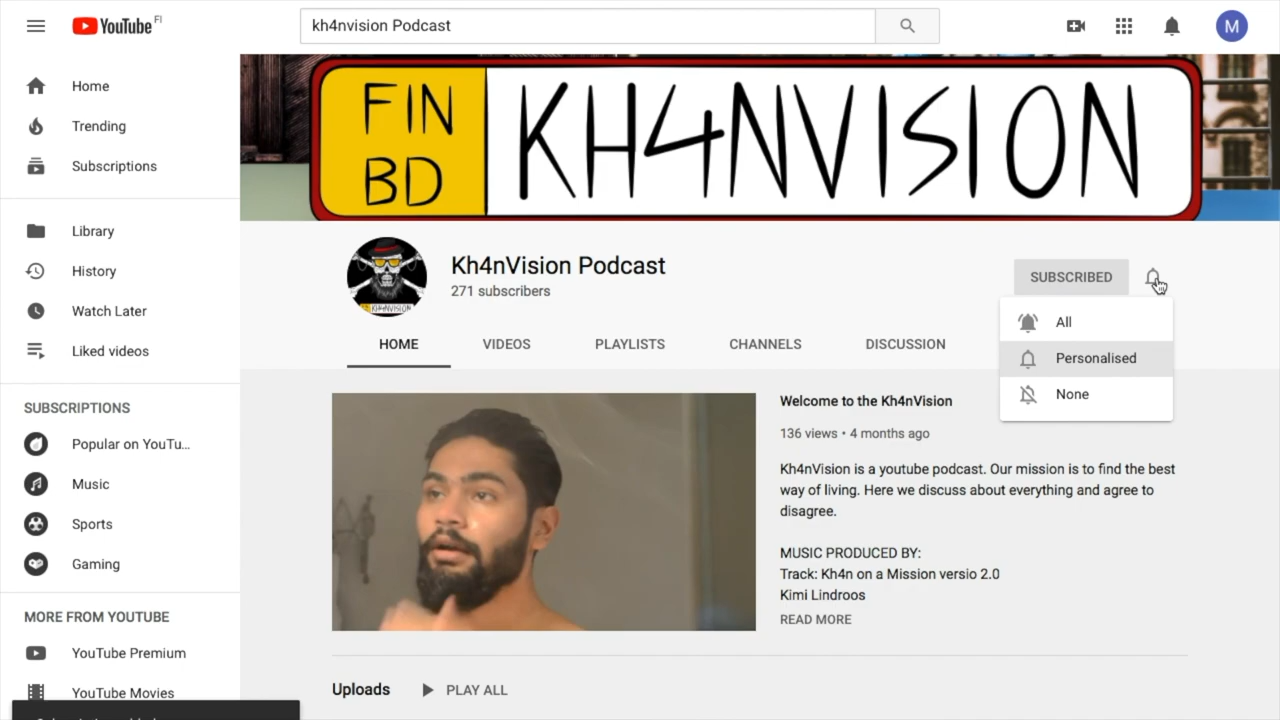 YouTube FI
kh4nvision Podcast
M
Home
Trending
Subscriptions
Library
History
Watch Later
Liked videos
SUBSCRIPTIONS
Popular on YouTu...
Music
Sports
Gaming
MORE FROM YOUTUBE
YouTube Premium
YouTube Movies
FIN
BD
KH4NVISION
KH4NVISION
Kh4nVision Podcast
271 subscribers
SUBSCRIBED
All
Personalised
None
HOME
VIDEOS
PLAYLISTS
CHANNELS
DISCUSSION
Welcome to the Kh4nVision
136 views • 4 months ago
Kh4nVision is a youtube podcast. Our mission is to find the best
way of living. Here we discuss about everything and agree to
disagree.
MUSIC PRODUCED BY:
Track: Kh4n on a Mission versio 2.0
Kimi Lindroos
READ MORE
Uploads
PLAY ALL